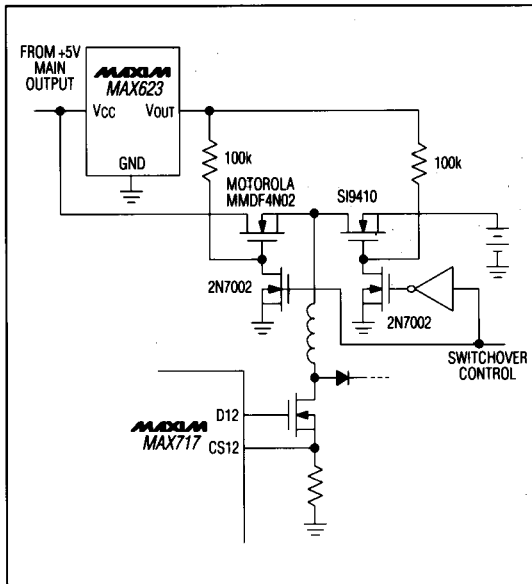 FROM +5V
MAIN
OUTPUT
MAXIM
MAX623
VCC
VOUT
GND
100k
100k
MOTOROLA
MMDF4N02
SI9410
2N7002
2N7002
SWITCHOVER
CONTROL
D12
MAXIM
MAX717
CS12